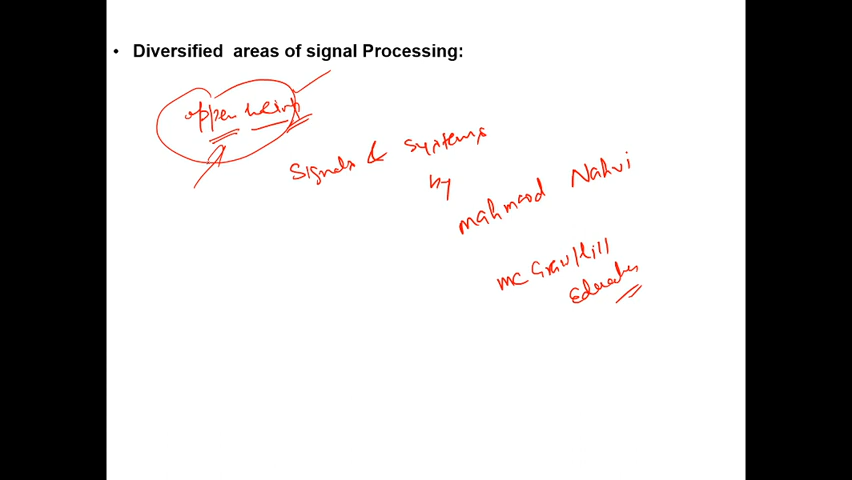 • Diversified areas of signal Processing:
oppenheim
Signals & Systems
by
Mahmood Nahvi
Mc Graw Hill
Education